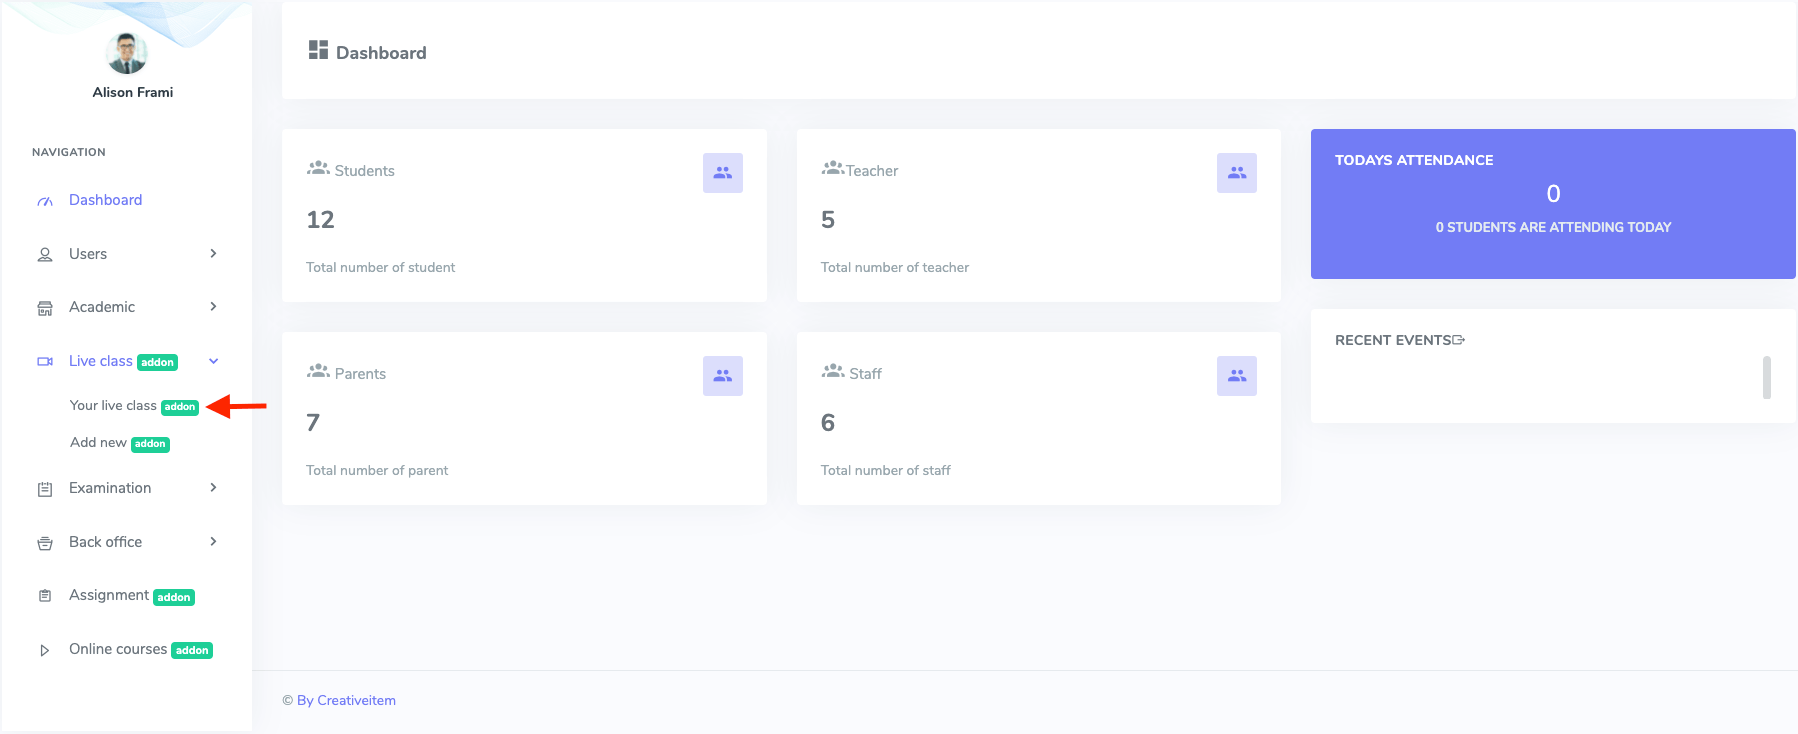 Alison Frami
NAVIGATION
Dashboard
Users
Academic
Live class addon
Your live class addon
Add new addon
Examination
Back office
Assignment addon
Online courses addon
Dashboard
Students
12
Total number of student
Teacher
5
Total number of teacher
Parents
7
Total number of parent
Staff
6
Total number of staff
TODAYS ATTENDANCE
0
0 STUDENTS ARE ATTENDING TODAY
RECENT EVENTS
© By Creativeitem